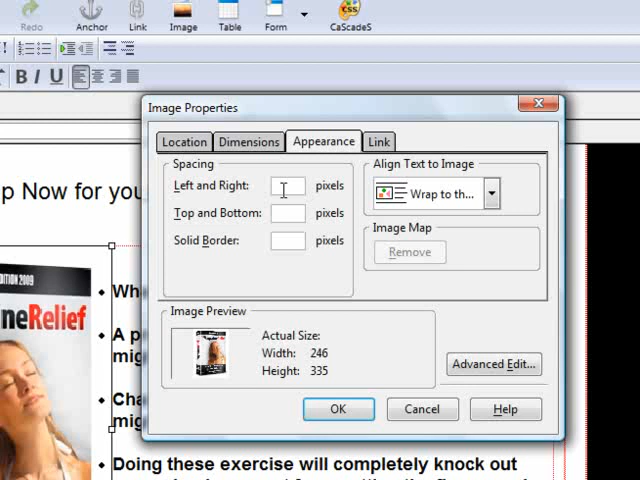 Redo Anchor Link Image Table Form CaScadeS
B I U
Image Properties
Location Dimensions Appearance Link
Spacing
Left and Right: pixels
Top and Bottom: pixels
Solid Border: pixels
Align Text to Image
Wrap to th...
Image Map
Remove
Image Preview
Actual Size:
Width: 246
Height: 335
Advanced Edit...
OK Cancel Help
p Now for you
EDITION 2009
neRelief
Wh
A p
mig
Cha
mig
Doing these exercise will completely knock out